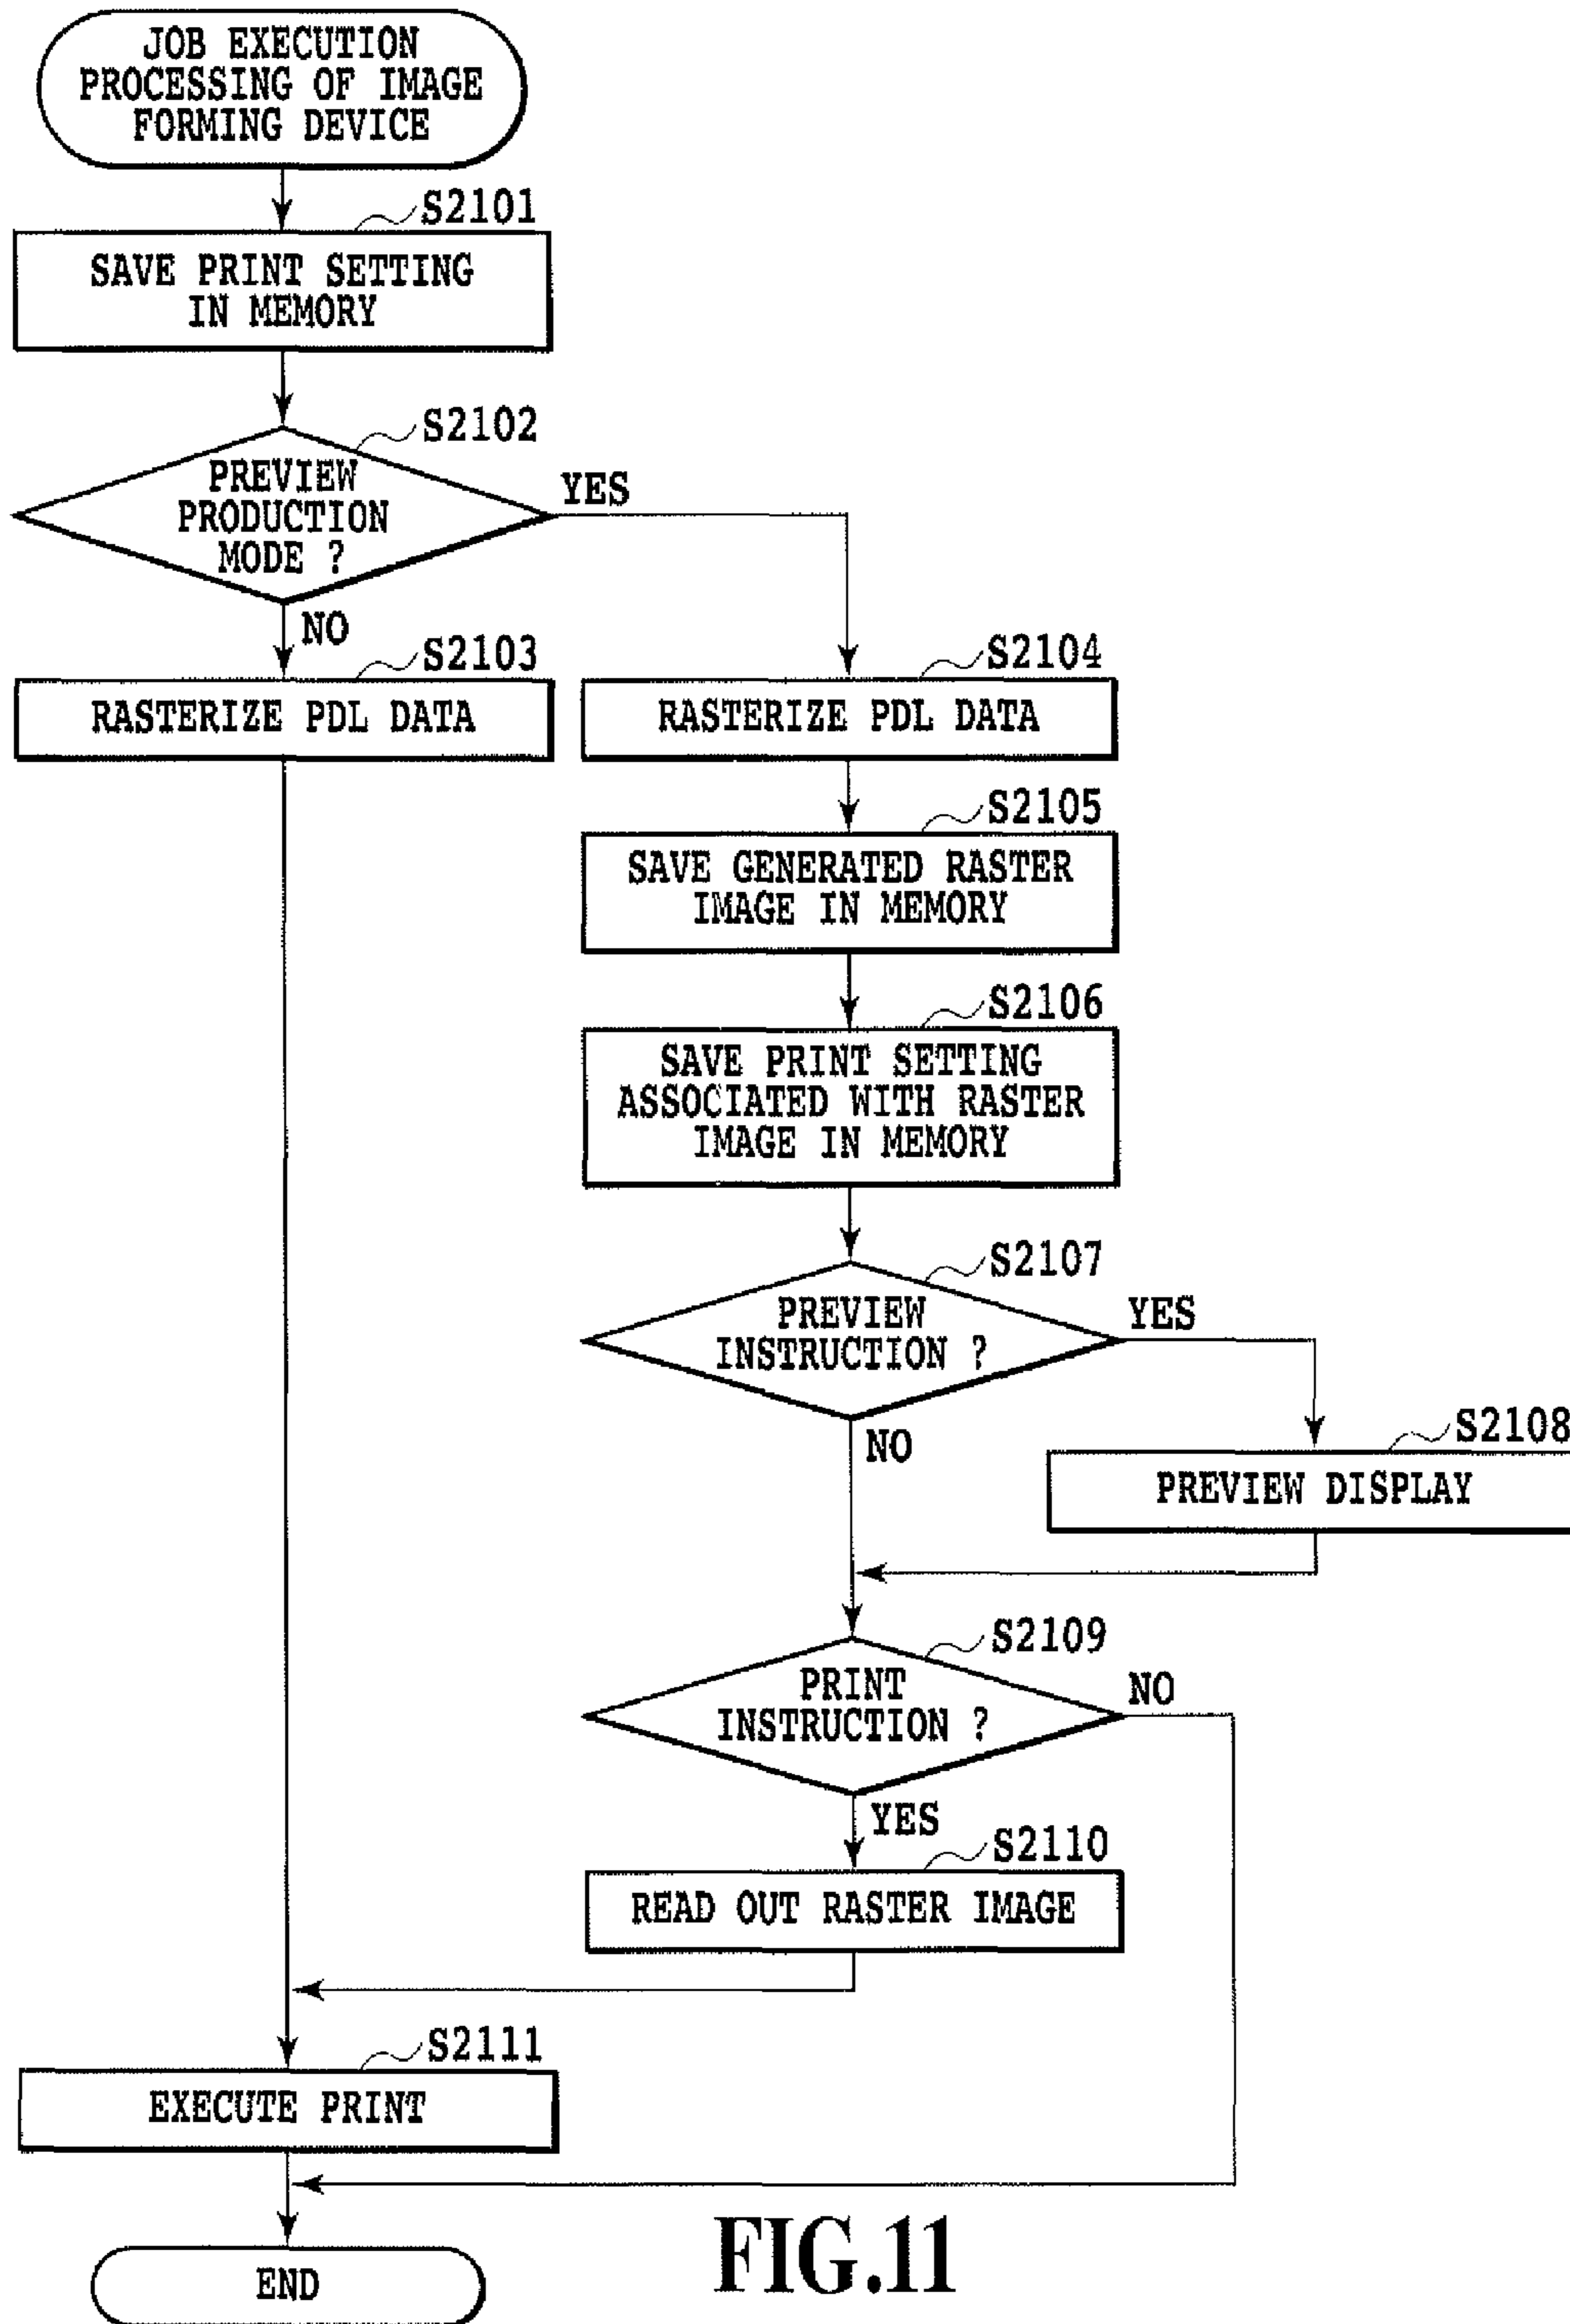 JOB EXECUTION
PROCESSING OF IMAGE
FORMING DEVICE
S2101
SAVE PRINT SETTING
IN MEMORY
S2102
PREVIEW
PRODUCTION
MODE ?
YES
NO
S2103
RASTERIZE PDL DATA
S2104
RASTERIZE PDL DATA
S2105
SAVE GENERATED RASTER
IMAGE IN MEMORY
S2106
SAVE PRINT SETTING
ASSOCIATED WITH RASTER
IMAGE IN MEMORY
S2107
PREVIEW
INSTRUCTION ?
YES
NO
S2108
PREVIEW DISPLAY
S2109
PRINT
INSTRUCTION ?
NO
YES
S2110
READ OUT RASTER IMAGE
S2111
EXECUTE PRINT
END
FIG.11